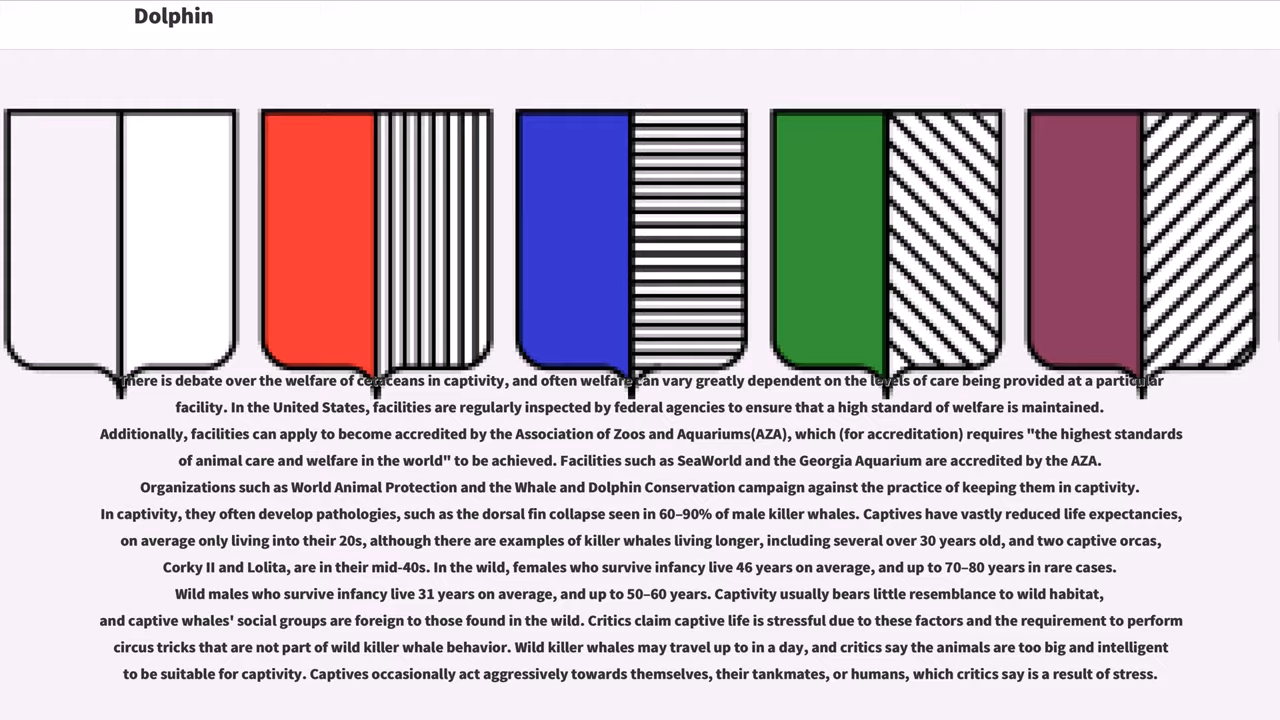 Dolphin
There is debate over the welfare of cetaceans in captivity, and often welfare can vary greatly dependent on the levels of care being provided at a particular
facility. In the United States, facilities are regularly inspected by federal agencies to ensure that a high standard of welfare is maintained.
Additionally, facilities can apply to become accredited by the Association of Zoos and Aquariums(AZA), which (for accreditation) requires "the highest standards
of animal care and welfare in the world" to be achieved. Facilities such as SeaWorld and the Georgia Aquarium are accredited by the AZA.
Organizations such as World Animal Protection and the Whale and Dolphin Conservation campaign against the practice of keeping them in captivity.
In captivity, they often develop pathologies, such as the dorsal fin collapse seen in 60–90% of male killer whales. Captives have vastly reduced life expectancies,
on average only living into their 20s, although there are examples of killer whales living longer, including several over 30 years old, and two captive orcas,
Corky II and Lolita, are in their mid-40s. In the wild, females who survive infancy live 46 years on average, and up to 70–80 years in rare cases.
Wild males who survive infancy live 31 years on average, and up to 50–60 years. Captivity usually bears little resemblance to wild habitat,
and captive whales' social groups are foreign to those found in the wild. Critics claim captive life is stressful due to these factors and the requirement to perform
circus tricks that are not part of wild killer whale behavior. Wild killer whales may travel up to in a day, and critics say the animals are too big and intelligent
to be suitable for captivity. Captives occasionally act aggressively towards themselves, their tankmates, or humans, which critics say is a result of stress.